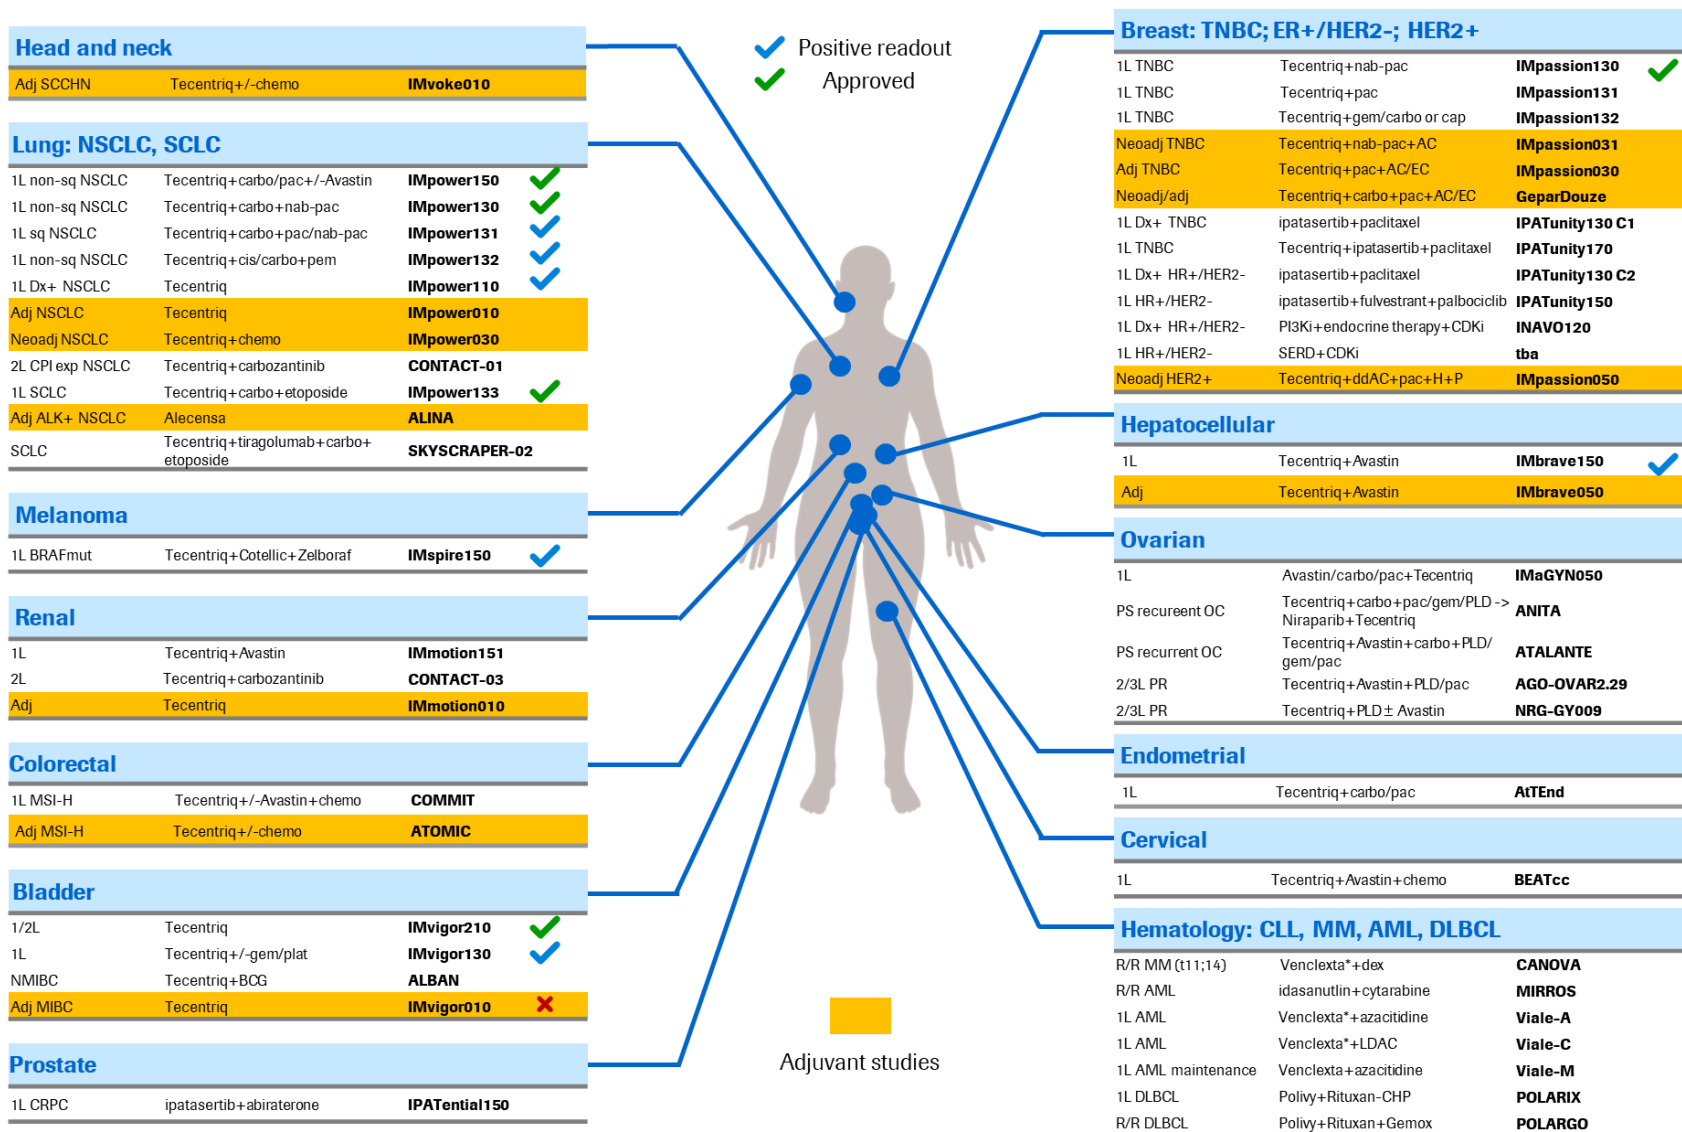 Head and neck
Adj SCCHN Tecentriq+/-chemo IMvoke010
Lung: NSCLC, SCLC
1L non-sq NSCLC Tecentriq+carbo/pac+/-Avastin IMpower150
1L non-sq NSCLC Tecentriq+carbo+nab-pac IMpower130
1L sq NSCLC Tecentriq+carbo+pac/nab-pac IMpower131
1L non-sq NSCLC Tecentriq+cis/carbo+pem IMpower132
1L Dx+ NSCLC Tecentriq IMpower110
Adj NSCLC Tecentriq IMpower010
Neoadj NSCLC Tecentriq+chemo IMpower030
2L CPI exp NSCLC Tecentriq+carbozantinib CONTACT-01
1L SCLC Tecentriq+carbo+etoposide IMpower133
Adj ALK+ NSCLC Alecensa ALINA
SCLC Tecentriq+tiragolumab+carbo+
etoposide SKYSCRAPER-02
Melanoma
1L BRAFmut Tecentriq+Cotellic+Zelboraf IMspire150
Renal
1L Tecentriq+Avastin IMmotion151
2L Tecentriq+carbozantinib CONTACT-03
Adj Tecentriq IMmotion010
Colorectal
1L MSI-H Tecentriq+/-Avastin+chemo COMMIT
Adj MSI-H Tecentriq+/-chemo ATOMIC
Bladder
1/2L Tecentriq IMvigor210
1L Tecentriq+/-gem/plat IMvigor130
NMIBC Tecentriq+BCG ALBAN
Adj MIBC Tecentriq IMvigor010
Prostate
1L CRPC ipatasertib+abiraterone IPATential150
Positive readout
Approved
Adjuvant studies
Breast: TNBC; ER+/HER2-; HER2+
1L TNBC Tecentriq+nab-pac IMpassion130
1L TNBC Tecentriq+pac IMpassion131
1L TNBC Tecentriq+gem/carbo or cap IMpassion132
Neoadj TNBC Tecentriq+nab-pac+AC IMpassion031
Adj TNBC Tecentriq+pac+AC/EC IMpassion030
Neoadj/adj Tecentriq+carbo+pac+AC/EC GeparDouze
1L Dx+ TNBC ipatasertib+paclitaxel IPATunity130 C1
1L TNBC Tecentriq+ipatasertib+paclitaxel IPATunity170
1L Dx+ HR+/HER2- ipatasertib+paclitaxel IPATunity130 C2
1L HR+/HER2- ipatasertib+fulvestrant+palbociclib IPATunity150
1L Dx+ HR+/HER2- PI3Ki+endocrine therapy+CDKi INAVO120
1L HR+/HER2- SERD+CDKi tba
Neoadj HER2+ Tecentriq+ddAC+pac+H+P IMpassion050
Hepatocellular
1L Tecentriq+Avastin IMbrave150
Adj Tecentriq+Avastin IMbrave050
Ovarian
1L Avastin/carbo/pac+Tecentriq IMaGYN050
PS recureent OC Tecentriq+carbo+pac/gem/PLD ->
Niraparib+Tecentriq ANITA
PS recurrent OC Tecentriq+Avastin+carbo+PLD/
gem/pac ATALANTE
2/3L PR Tecentriq+Avastin+PLD/pac AGO-OVAR2.29
2/3L PR Tecentriq+PLD± Avastin NRG-GY009
Endometrial
1L Tecentriq+carbo/pac AtTEnd
Cervical
1L Tecentriq+Avastin+chemo BEATcc
Hematology: CLL, MM, AML, DLBCL
R/R MM (t11;14) Venclexta*+dex CANOVA
R/R AML idasanutlin+cytarabine MIRROS
1L AML Venclexta*+azacitidine Viale-A
1L AML Venclexta*+LDAC Viale-C
1L AML maintenance Venclexta+azacitidine Viale-M
1L DLBCL Polivy+Rituxan-CHP POLARIX
R/R DLBCL Polivy+Rituxan+Gemox POLARGO